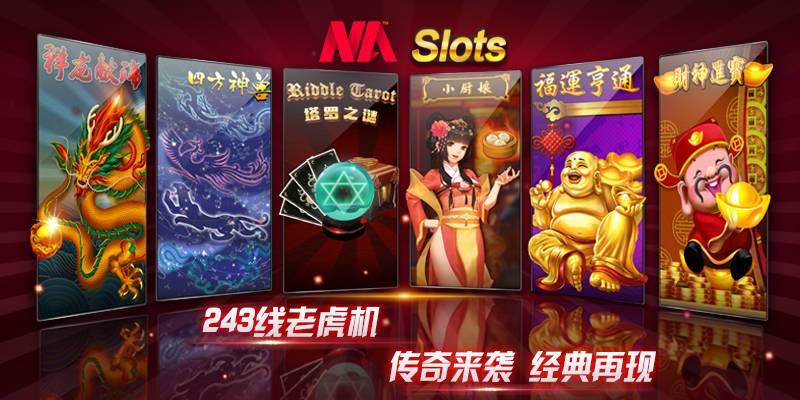 NA™ Slots
祥龙献瑞
四方神兽
Riddle Tarot
塔罗之谜
小厨娘
福運亨通
財神進寶
243线老虎机
传奇来袭 经典再现